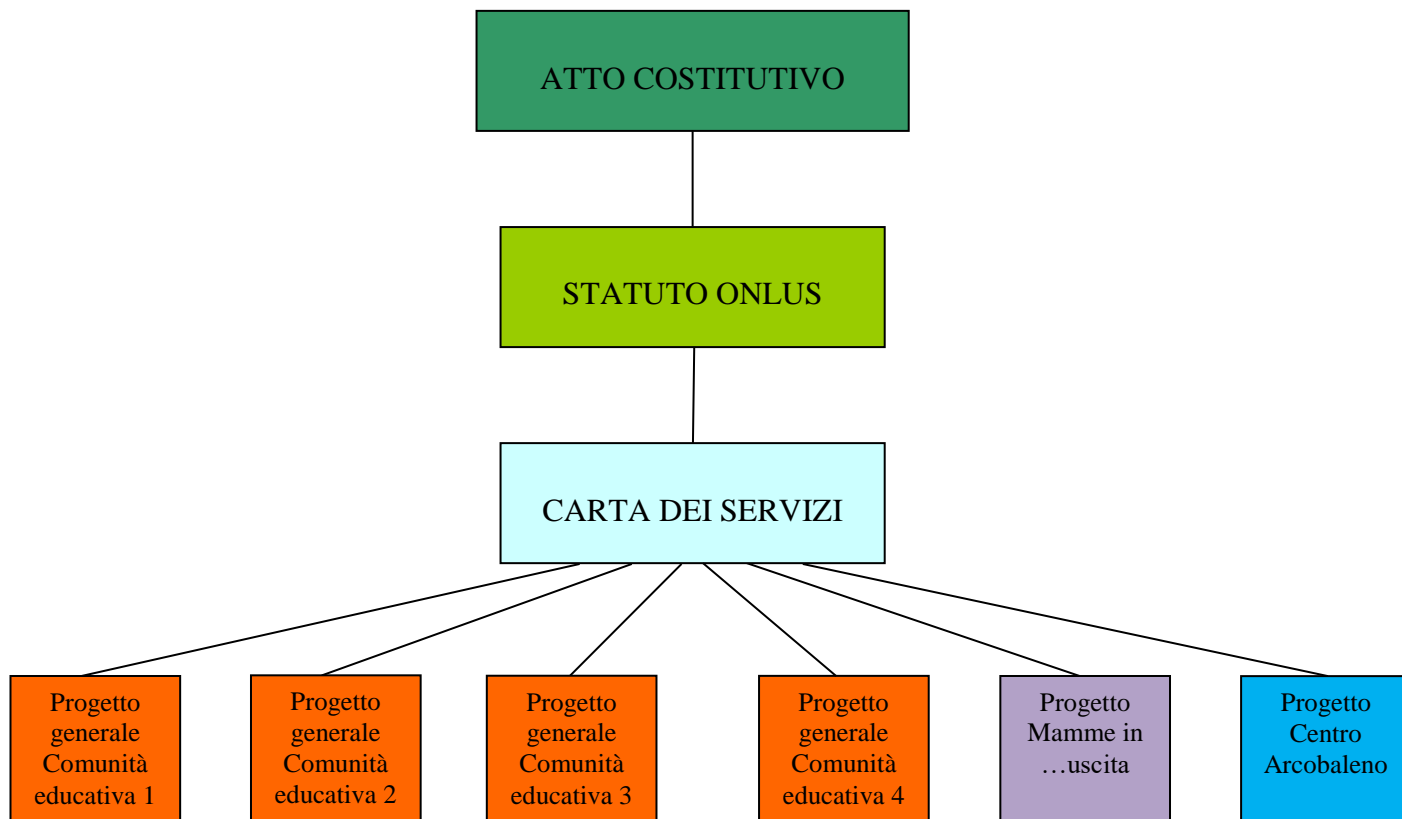 ATTO COSTITUTIVO
STATUTO ONLUS
CARTA DEI SERVIZI
Progetto
generale
Comunità
educativa 1
Progetto
generale
Comunità
educativa 2
Progetto
generale
Comunità
educativa 3
Progetto
generale
Comunità
educativa 4
Progetto
Mamme in
…uscita
Progetto
Centro
Arcobaleno